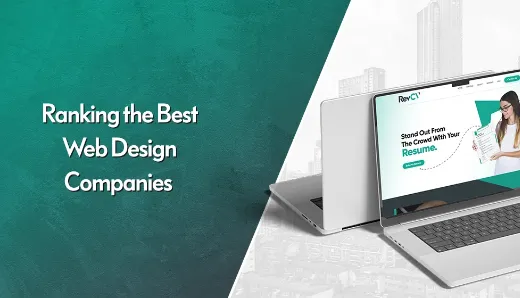 Ranking the Best
Web Design
Companies
RevCV
Stand Out From
The Crowd With Your
Resume.